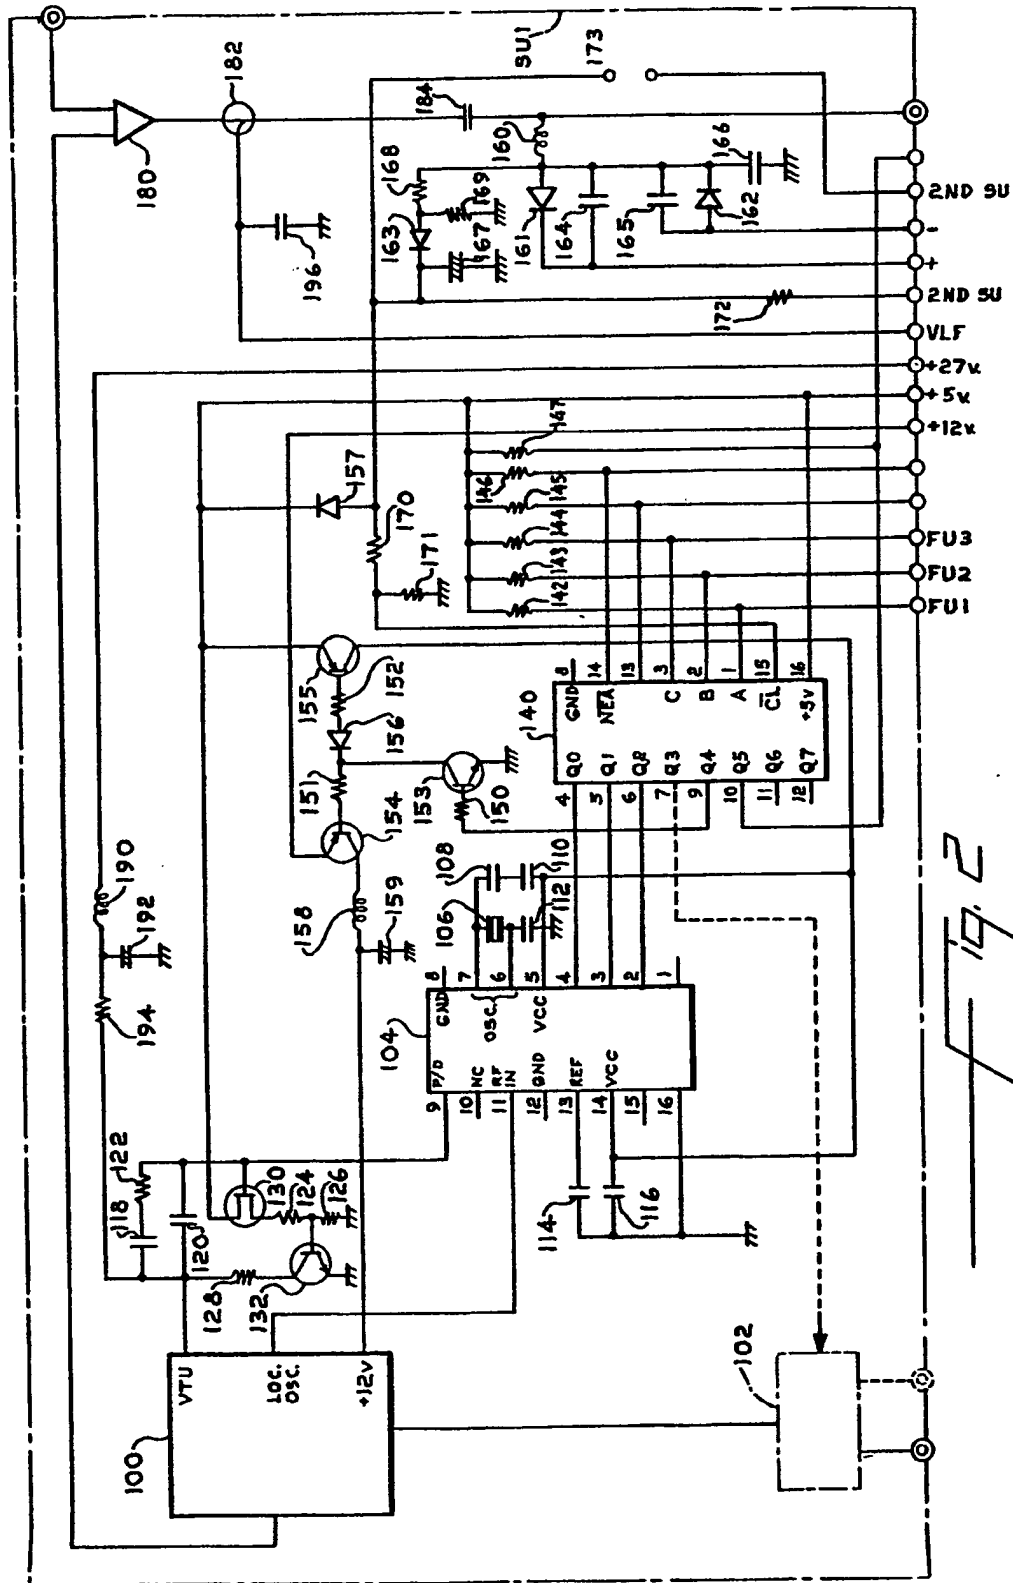 SU1
173
182
184
160
166
180
168
169
2ND SU
163
167
161
164
165
162
-
+
196
172
2ND SU
VLF
+27v.
+5v.
+12v.
147
146
145
144
143
142
157
170
171
FU3
FU2
FU1
155
152
156
151
153
150
154
158
159
190
192
194
140
GND 8
NEA 14
13
C 3
B 2
A 1
CL 15
+5v 16
4 Q0
5 Q1
6 Q2
7 Q3
9 Q4
10 Q5
11 Q6
12 Q7
108
110
106
112
104
GND 8
7
OSC.
6
VCC 5
4
3
2
1
9 P/D
10 NC
11 RF IN
12 GND
13 REF
14 VCC
15
16
122
118
120
130
124
126
128
132
114
116
100
VTU
LOC. OSC.
+12V
102
Fig. 2